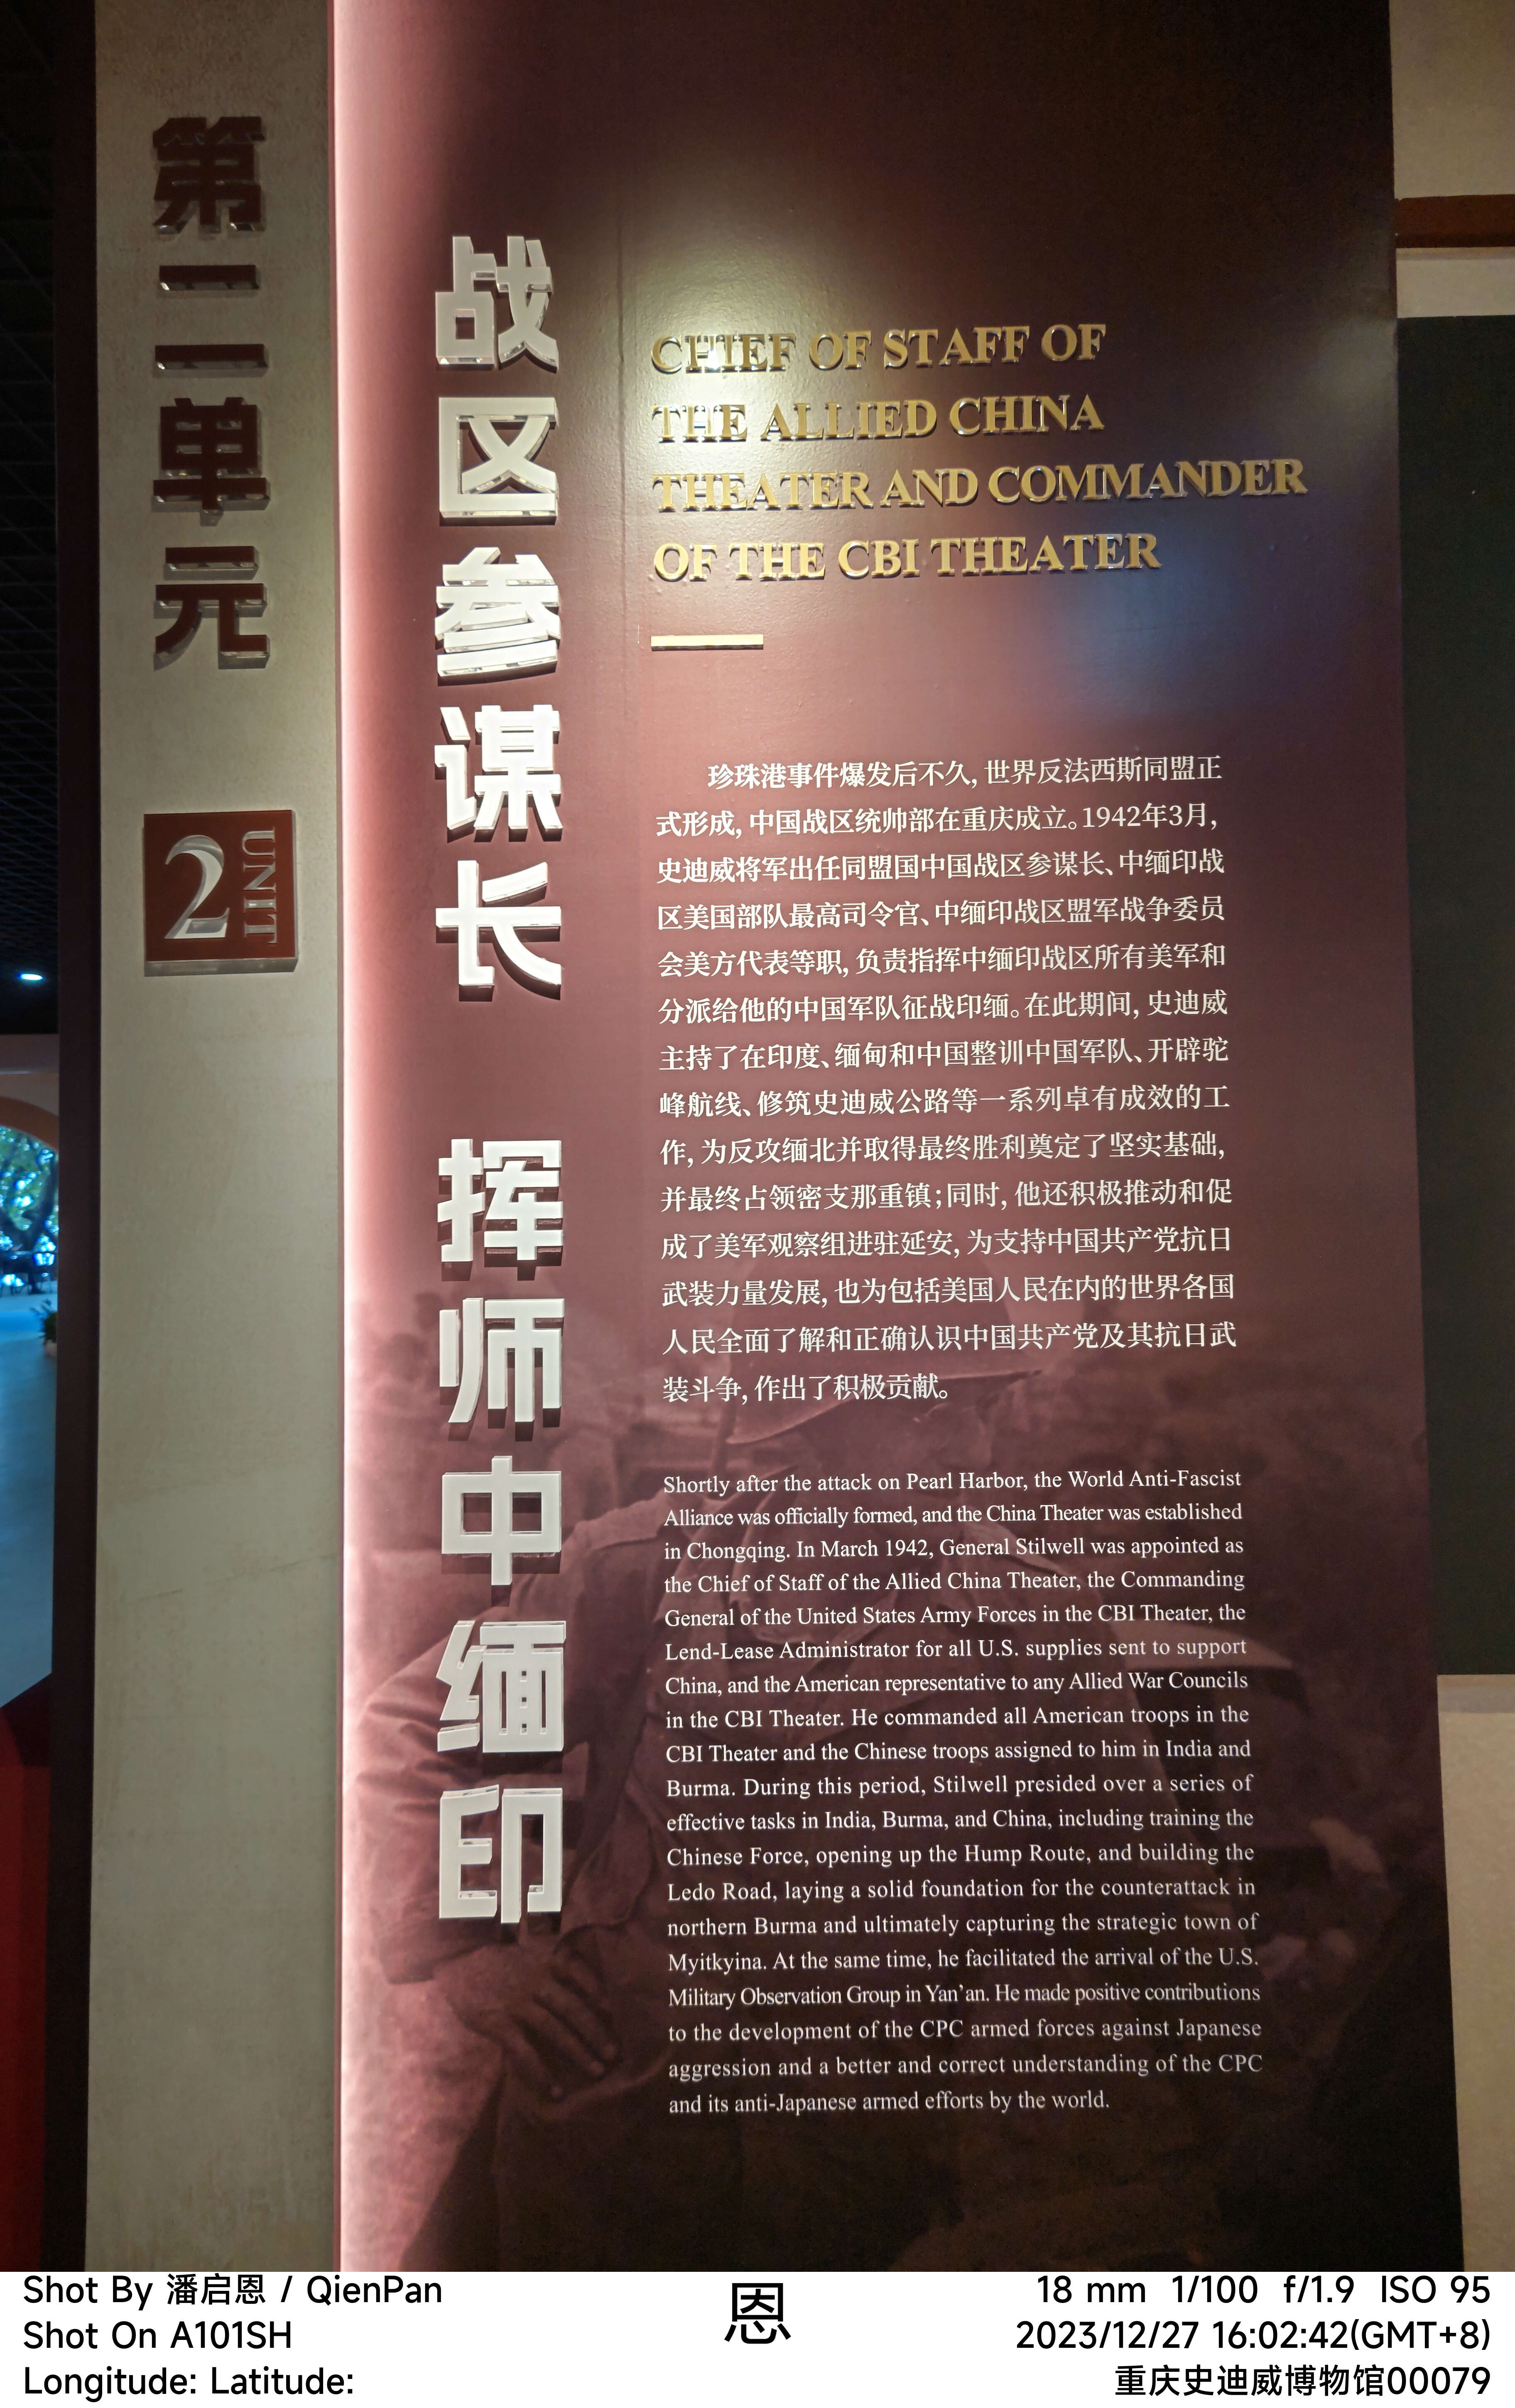 第二单元
UNIT
2
战区参谋长 挥师中缅印
CHIEF OF STAFF OF
THE ALLIED CHINA
THEATER AND COMMANDER
OF THE CBI THEATER
珍珠港事件爆发后不久，世界反法西斯同盟正
式形成，中国战区统帅部在重庆成立。1942年3月，
史迪威将军出任同盟国中国战区参谋长、中缅印战
区美国部队最高司令官、中缅印战区盟军战争委员
会美方代表等职，负责指挥中缅印战区所有美军和
分派给他的中国军队征战印缅。在此期间，史迪威
主持了在印度、缅甸和中国整训中国军队、开辟驼
峰航线、修筑史迪威公路等一系列卓有成效的工
作，为反攻缅北并取得最终胜利奠定了坚实基础，
并最终占领密支那重镇；同时，他还积极推动和促
成了美军观察组进驻延安，为支持中国共产党抗日
武装力量发展，也为包括美国人民在内的世界各国
人民全面了解和正确认识中国共产党及其抗日武
装斗争，作出了积极贡献。
Shortly after the attack on Pearl Harbor, the World Anti-Fascist
Alliance was officially formed, and the China Theater was established
in Chongqing. In March 1942, General Stilwell was appointed as
the Chief of Staff of the Allied China Theater, the Commanding
General of the United States Army Forces in the CBI Theater, the
Lend-Lease Administrator for all U.S. supplies sent to support
China, and the American representative to any Allied War Councils
in the CBI Theater. He commanded all American troops in the
CBI Theater and the Chinese troops assigned to him in India and
Burma. During this period, Stilwell presided over a series of
effective tasks in India, Burma, and China, including training the
Chinese Force, opening up the Hump Route, and building the
Ledo Road, laying a solid foundation for the counterattack in
northern Burma and ultimately capturing the strategic town of
Myitkyina. At the same time, he facilitated the arrival of the U.S.
Military Observation Group in Yan'an. He made positive contributions
to the development of the CPC armed forces against Japanese
aggression and a better and correct understanding of the CPC
and its anti-Japanese armed efforts by the world.
Shot By 潘启恩 / QienPan
Shot On A101SH
Longitude: Latitude:
恩
18 mm 1/100 f/1.9 ISO 95
2023/12/27 16:02:42(GMT+8)
重庆史迪威博物馆00079